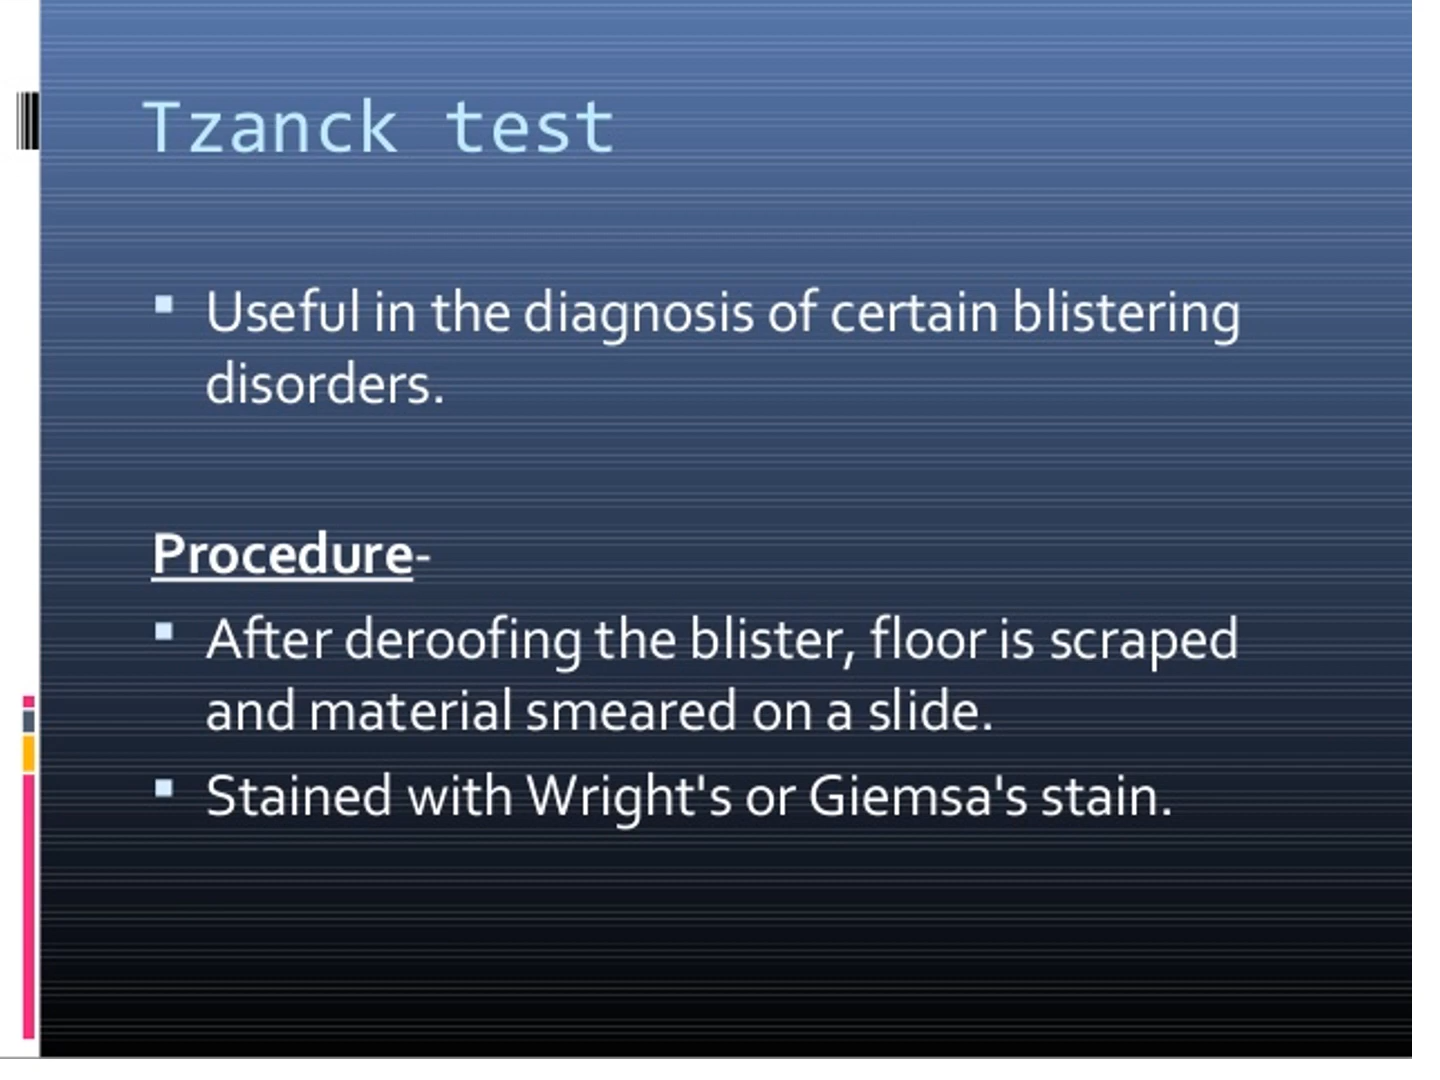 Tzanck test
▪ Useful in the diagnosis of certain blistering
disorders.
Procedure-
▪ After deroofing the blister, floor is scraped
and material smeared on a slide.
▪ Stained with Wright's or Giemsa's stain.